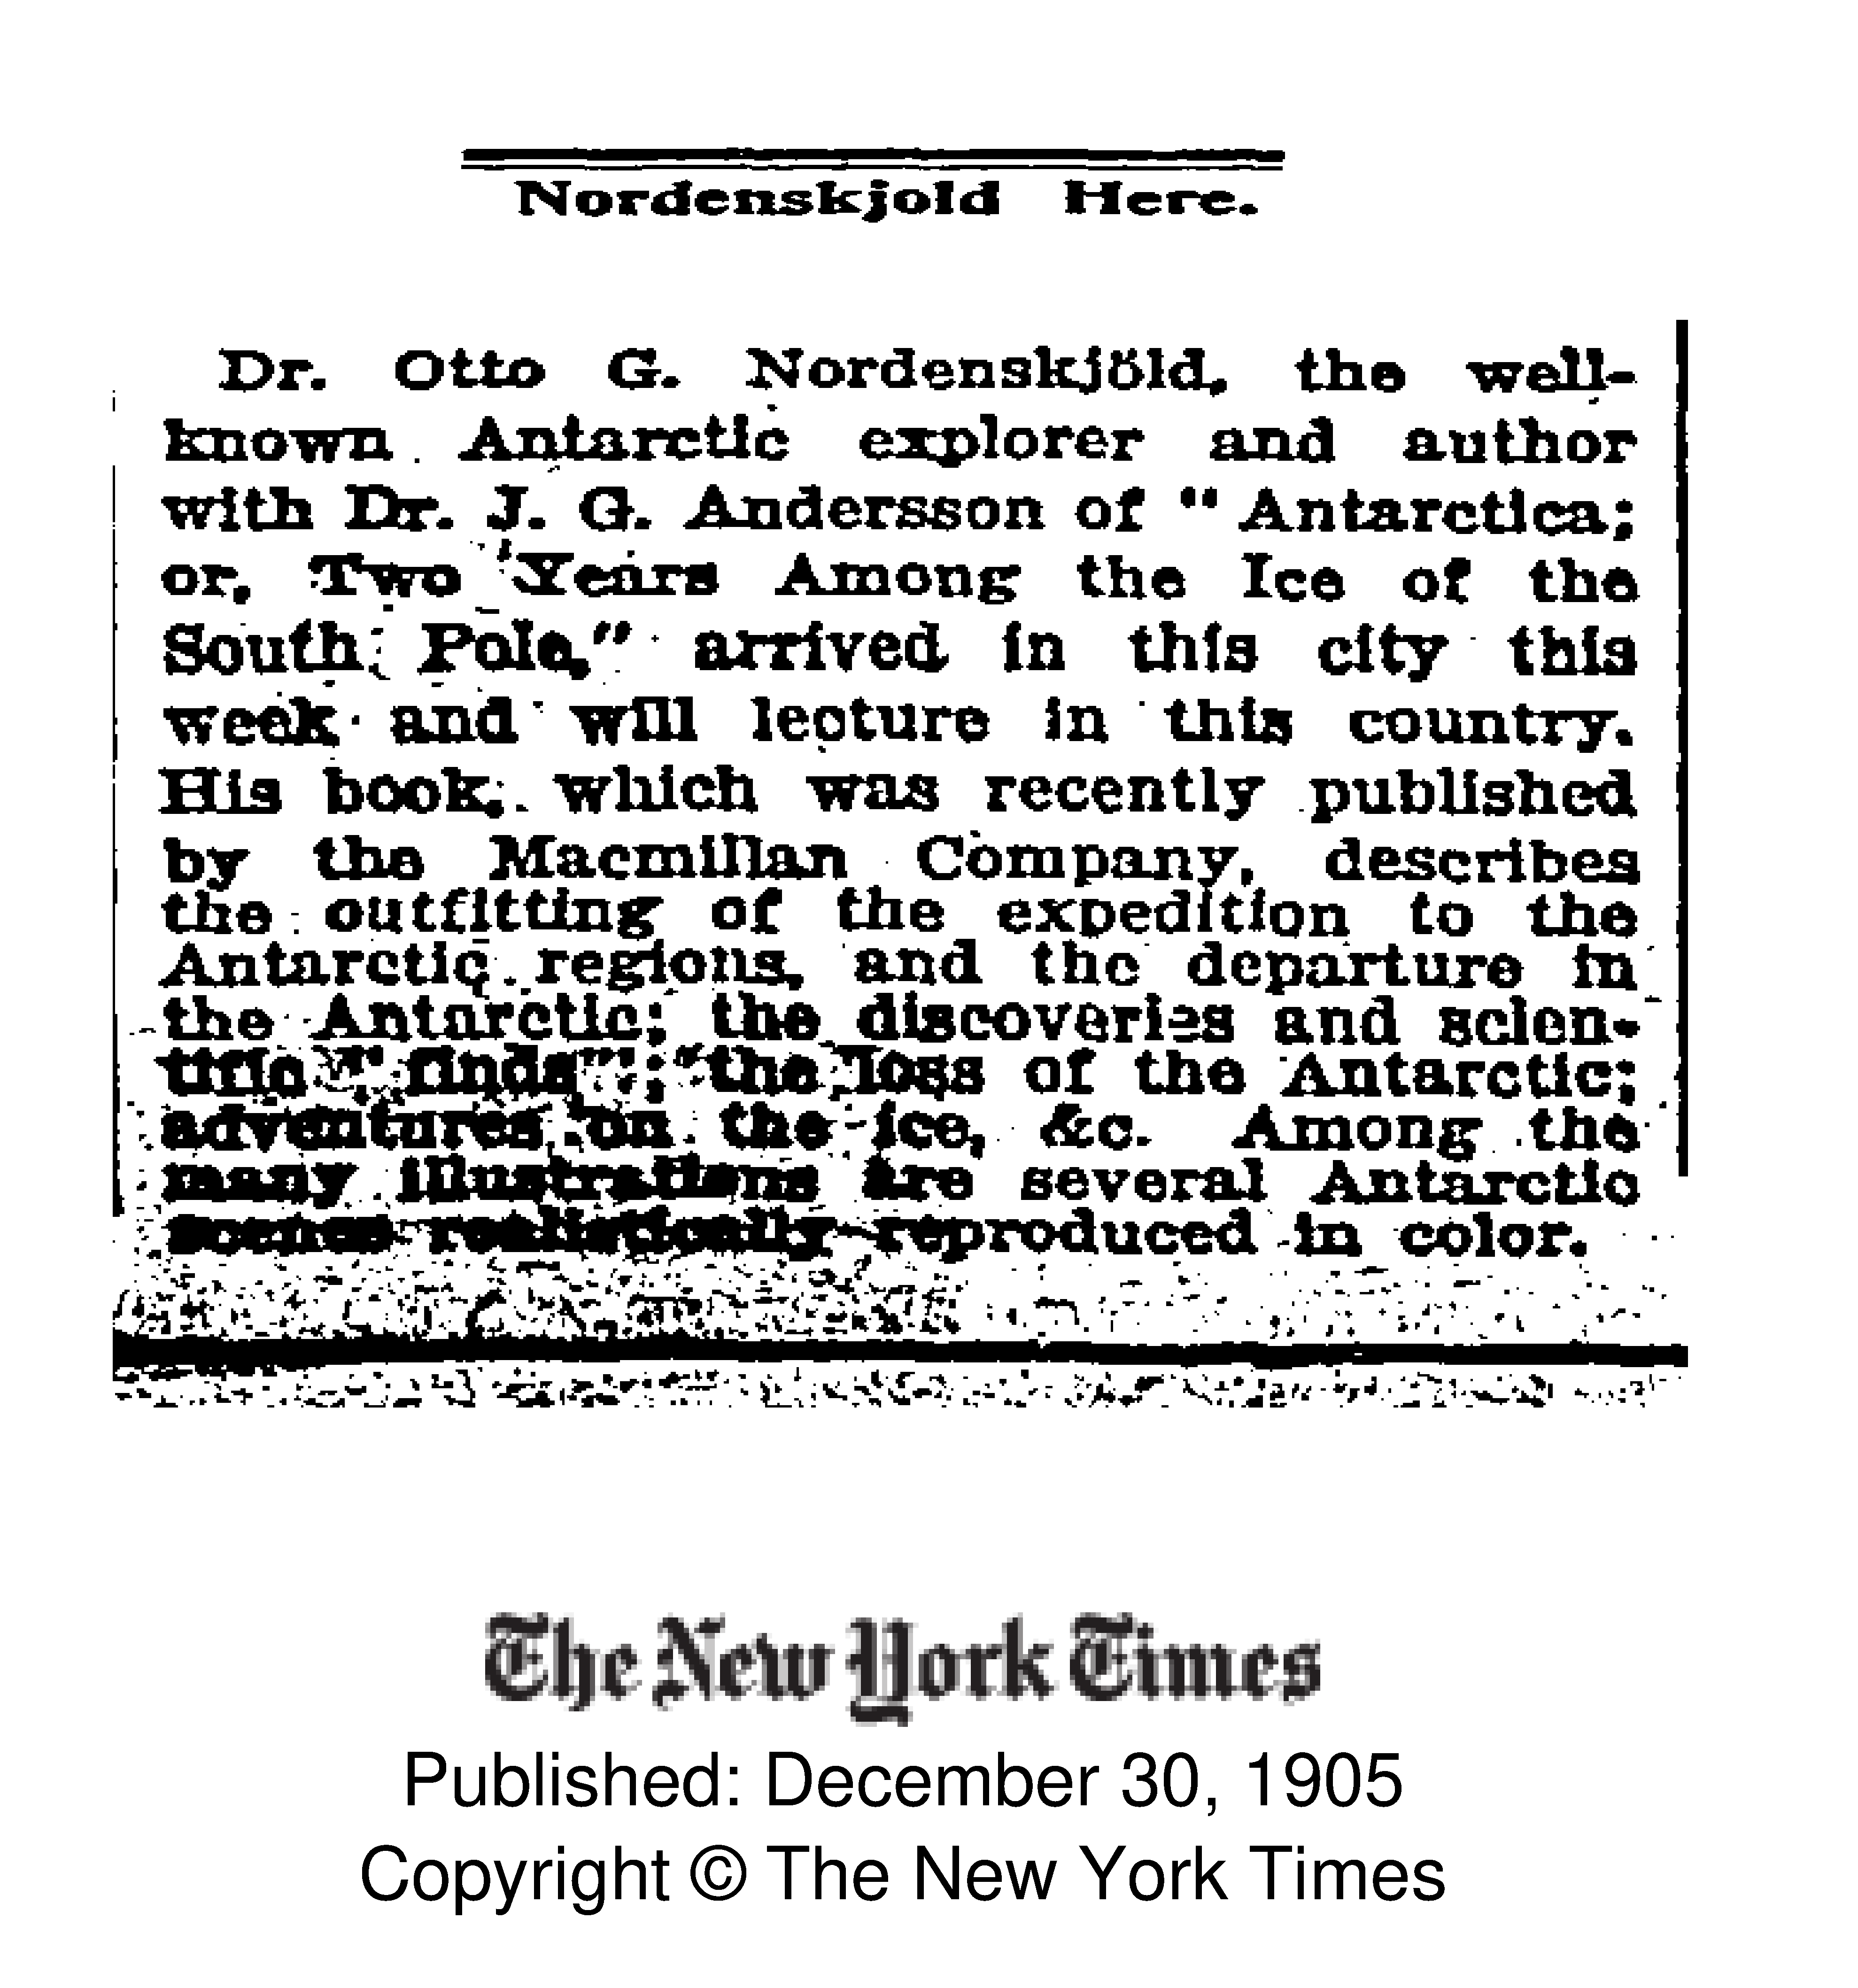 Nordenskjold Here.
Dr. Otto G. Nordenskjöld, the well-
known Antarctic explorer and author
with Dr. J. G. Andersson of "Antarctica;
or, Two Years Among the Ice of the
South Pole," arrived in this city this
week and will lecture in this country.
His book, which was recently published
by the Macmillan Company, describes
the outfitting of the expedition to the
Antarctic regions, and the departure in
the Antarctic; the discoveries and scien-
tific "finds"; the loss of the Antarctic;
adventures on the ice, &c. Among the
many illustrations are several Antarctic
scenes realistically reproduced in color.
The New York Times
Published: December 30, 1905
Copyright © The New York Times